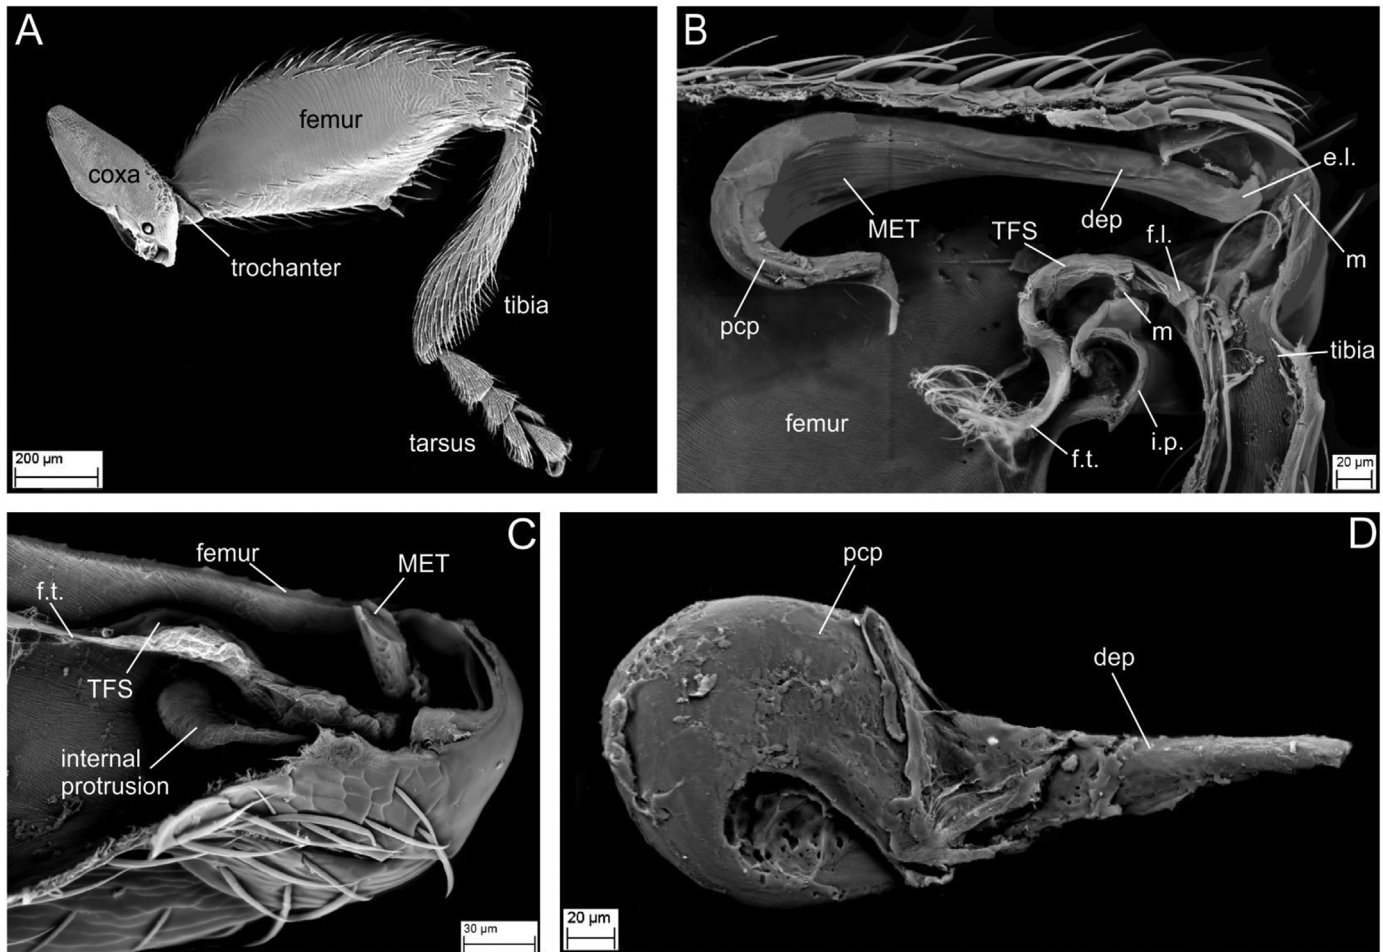 A
femur
coxa
trochanter
tibia
tarsus
200 µm
B
e.l.
dep
MET
TFS
f.l.
m
pcp
m
tibia
femur
i.p.
f.t.
20 µm
C
femur
MET
f.t.
TFS
internal
protrusion
30 µm
D
pcp
dep
20 µm